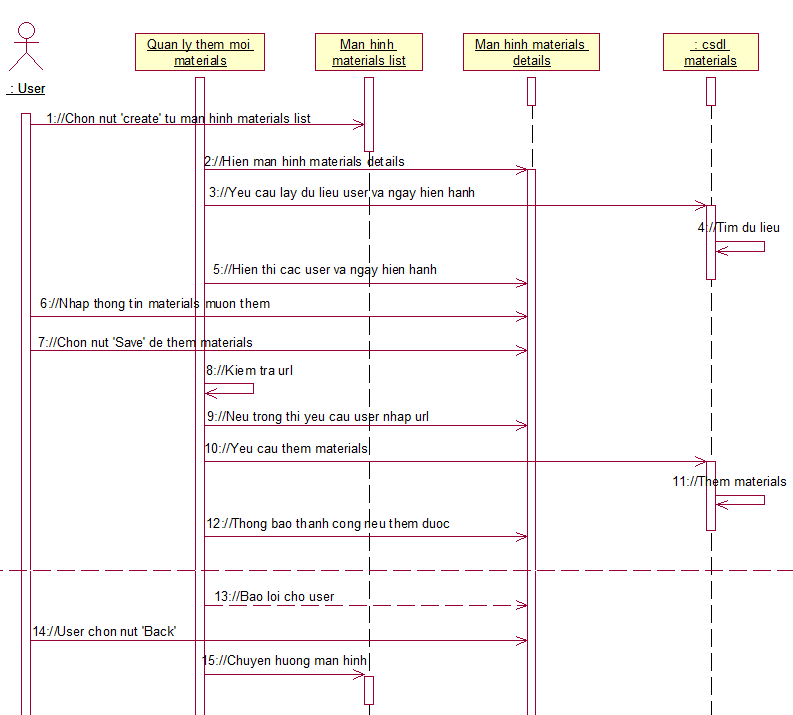 Quan ly them moi
materials
Man hinh
materials list
Man hinh materials
details
: csdl
materials
: User
1://Chon nut 'create' tu man hinh materials list
2://Hien man hinh materials details
3://Yeu cau lay du lieu user va ngay hien hanh
4://Tim du lieu
5://Hien thi cac user va ngay hien hanh
6://Nhap thong tin materials muon them
7://Chon nut 'Save' de them materials
8://Kiem tra url
9://Neu trong thi yeu cau user nhap url
10://Yeu cau them materials
11://Them materials
12://Thong bao thanh cong neu them duoc
13://Bao loi cho user
14://User chon nut 'Back'
15://Chuyen huong man hinh